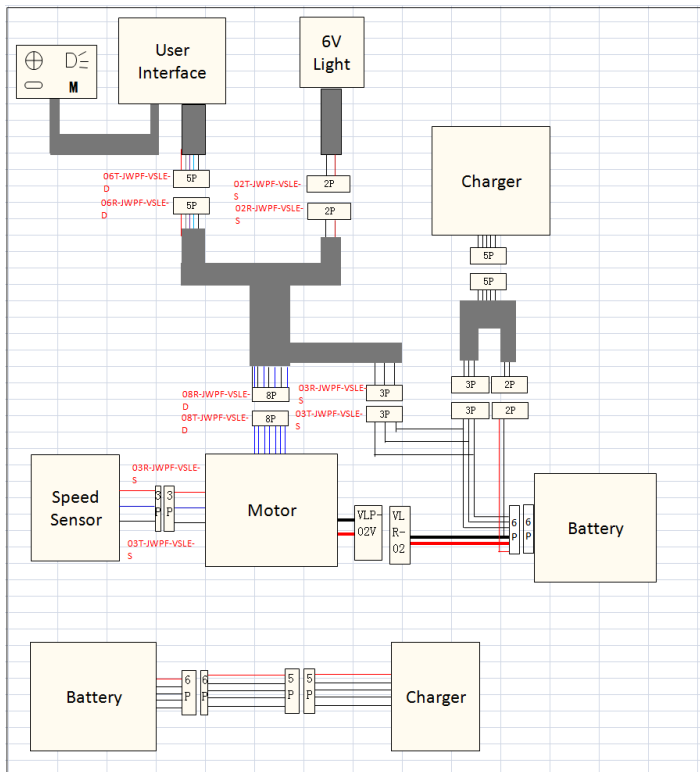 User
Interface
6V
Light
M
06T-JWPF-VSLE-
D
5P
02T-JWPF-VSLE-
S
2P
06R-JWPF-VSLE-
D
5P
02R-JWPF-VSLE-
S
2P
Charger
5P
5P
08R-JWPF-VSLE-
D
8P
03R-JWPF-VSLE-
S
3P
3P
2P
08T-JWPF-VSLE-
D
8P
03T-JWPF-VSLE-
S
3P
3P
2P
Speed
Sensor
03R-JWPF-VSLE-
S
3
P
3
P
03T-JWPF-VSLE-
S
Motor
VLP-
02V
VL
R-
02
6
P
6
P
Battery
Battery
6
P
6
P
5
P
5
P
Charger